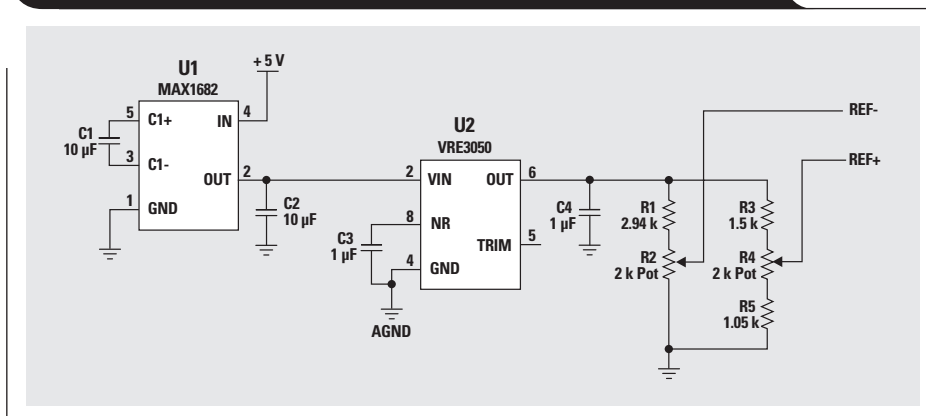 + 5 V
U1
MAX1682
5
C1+
IN
4
C1
10 µF
3
C1-
OUT
2
1
GND
C2
10 µF
U2
VRE3050
2
VIN
OUT
6
8
NR
C3
1 µF
TRIM
5
4
GND
AGND
C4
1 µF
R1
2.94 k
R2
2 k Pot
R3
1.5 k
R4
2 k Pot
R5
1.05 k
REF-
REF+